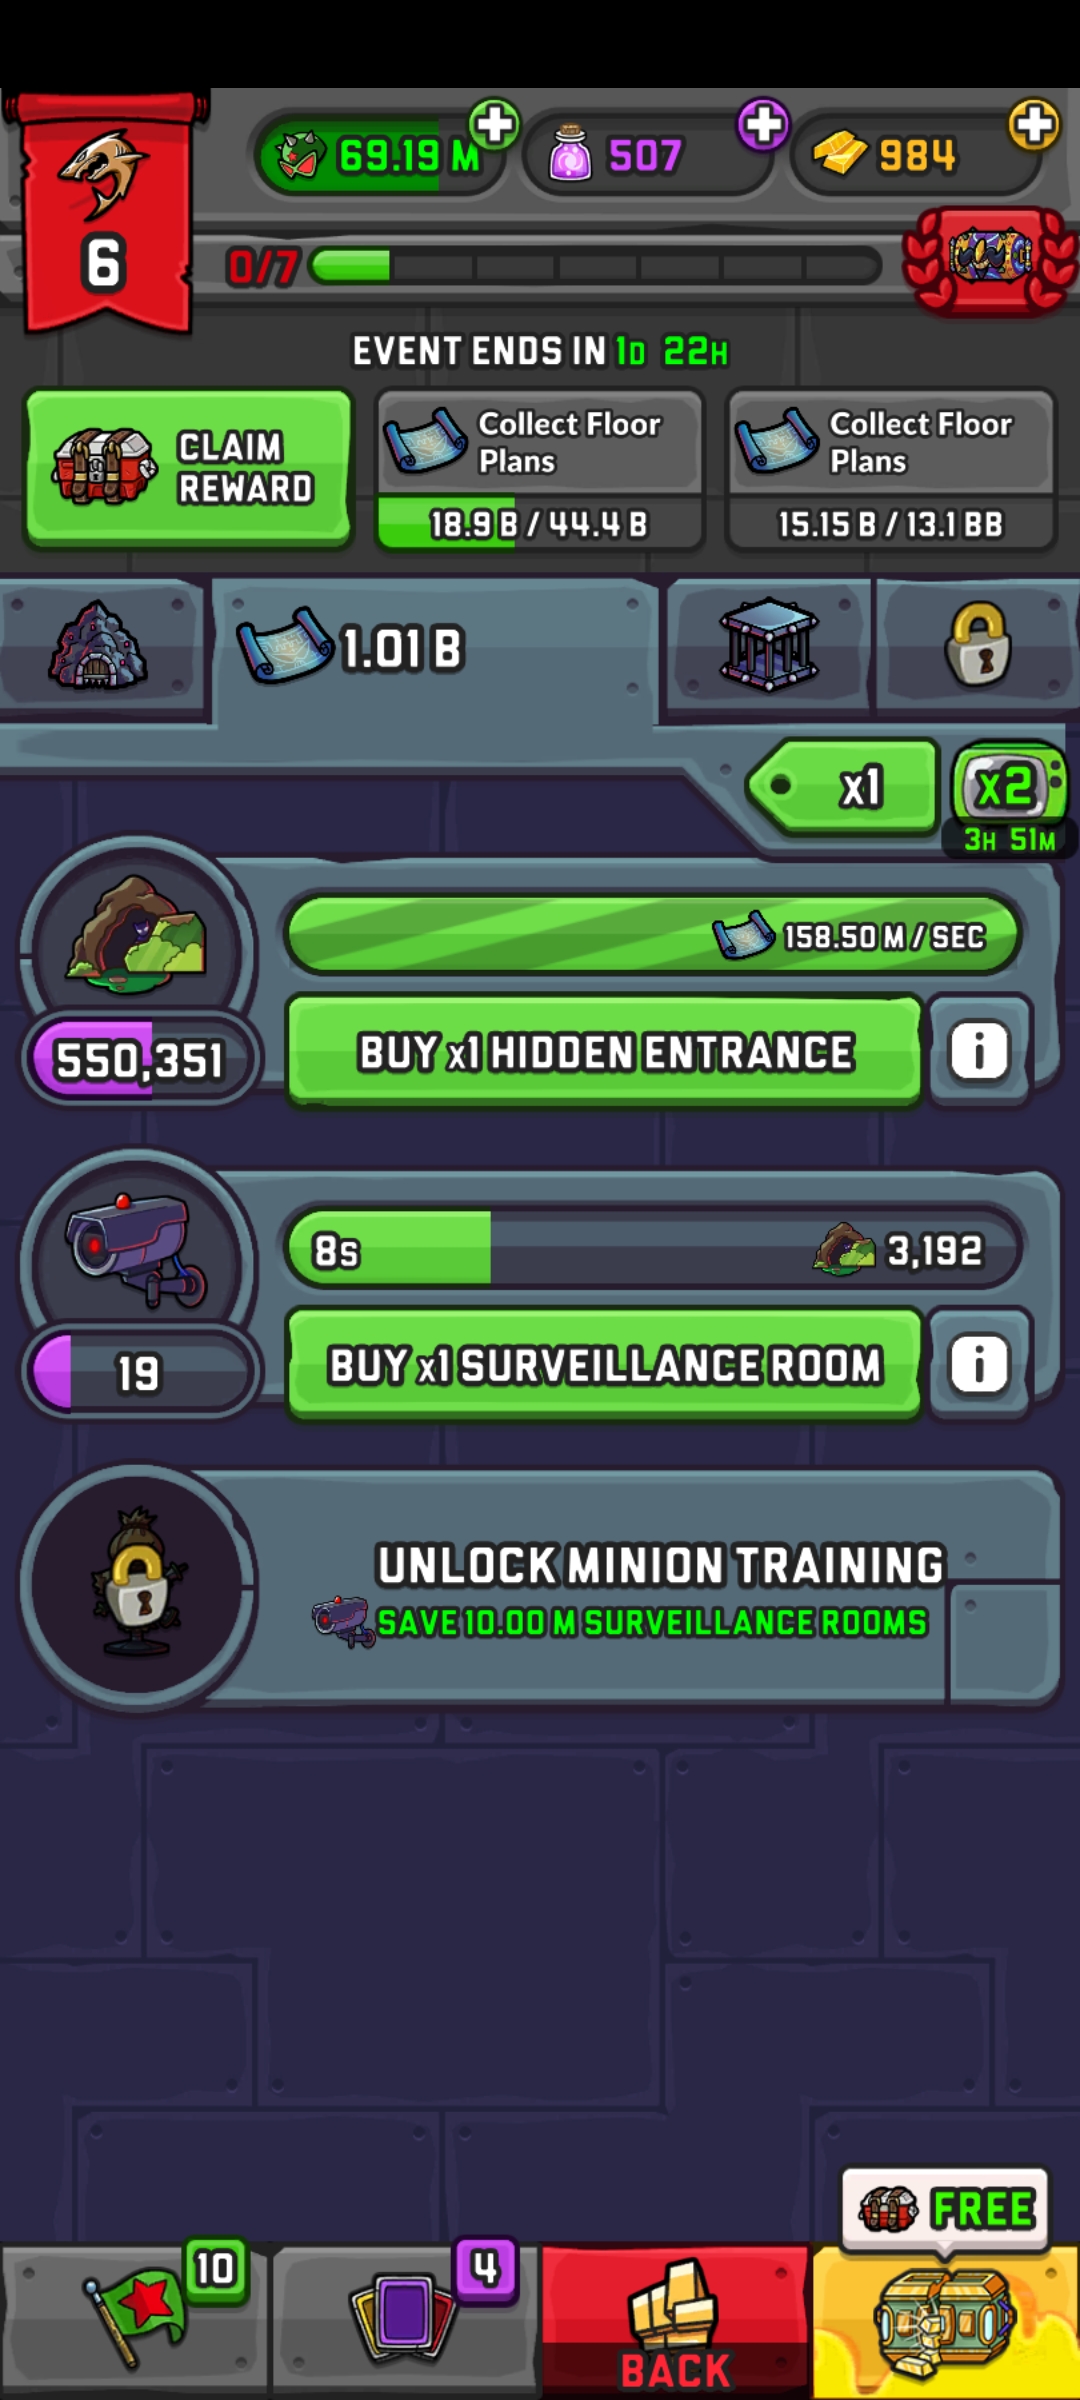 69.19 M
507
984
6
0/7
EVENT ENDS IN 1D 22H
CLAIM
REWARD
Collect Floor
Plans
18.9 B / 44.4 B
Collect Floor
Plans
15.15 B / 13.1 BB
1.01 B
x1
x2
3H 51M
158.50 M / SEC
550,351
BUY x1 HIDDEN ENTRANCE
i
8S
3,192
19
BUY x1 SURVEILLANCE ROOM
i
UNLOCK MINION TRAINING
SAVE 10.00 M SURVEILLANCE ROOMS
FREE
10
4
BACK